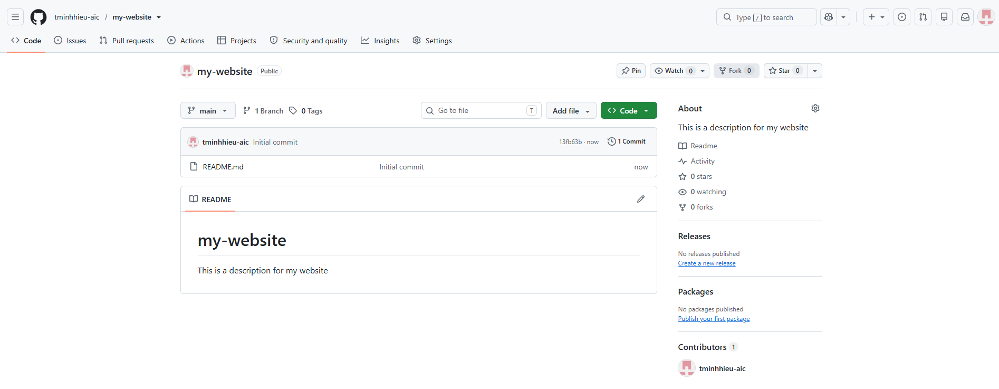 tminhhieu-aic / my-website
Type / to search
Code Issues Pull requests Actions Projects Security and quality Insights Settings
my-website Public
Pin Watch 0 Fork 0 Star 0
main 1 Branch 0 Tags Go to file T Add file Code
tminhhieu-aic Initial commit 13fb63b · now 1 Commit
README.md Initial commit now
README
my-website
This is a description for my website
About
This is a description for my website
Readme
Activity
0 stars
0 watching
0 forks
Releases
No releases published
Create a new release
Packages
No packages published
Publish your first package
Contributors 1
tminhhieu-aic